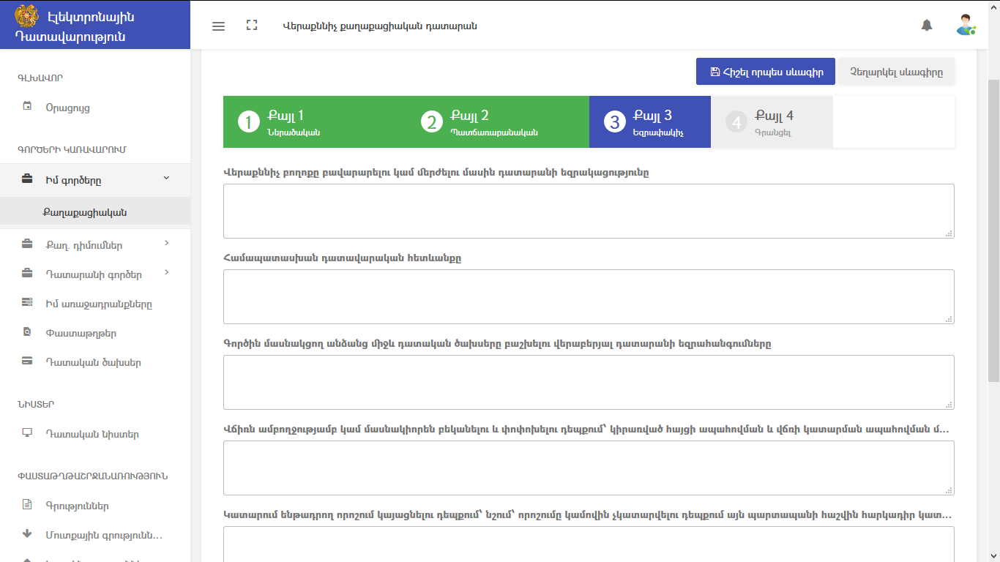 Էլեկտրոնային
Դատավարություն
Վերաքննիչ քաղաքացիական դատարան
ԳԼԽԱՎՈՐ
Օրացույց
ԳՈՐԾԵՐԻ ԿԱՌԱՎԱՐՈՒՄ
Իմ գործերը
Քաղաքացիական
Քաղ. դիմումներ
Դատարանի գործեր
Իմ առաջադրանքները
Փաստաթղթեր
Դատական ծախսեր
ՆԻՍՏԵՐ
Դատական նիստեր
ՓԱՍՏԱԹՂԹԱՇՐՋԱՆԱՌՈՒԹՅՈՒՆ
Գրություններ
Մուտքային գրությունն...
Հիշել որպես սևագիր
Չեղարկել սևագիրը
1 Քայլ 1
Ներածական
2 Քայլ 2
Պատճառաբանական
3 Քայլ 3
Եզրափակիչ
4 Քայլ 4
Գրանցել
Վերաքննիչ բողոքը բավարարելու կամ մերժելու մասին դատարանի եզրակացությունը
Համապատասխան դատավարական հետևանքը
Գործին մասնակցող անձանց միջև դատական ծախսերը բաշխելու վերաբերյալ դատարանի եզրահանգումները
Վճիռն ամբողջությամբ կամ մասնակիորեն բեկանելու և փոփոխելու դեպքում՝ կիրառված հայցի ապահովման և վճռի կատարման ապահովման մ...
Կատարում ենթադրող որոշում կայացնելու դեպքում՝ նշում՝ որոշումը կամովին չկատարվելու դեպքում այն պարտապանի հաշվին հարկադիր կատ...